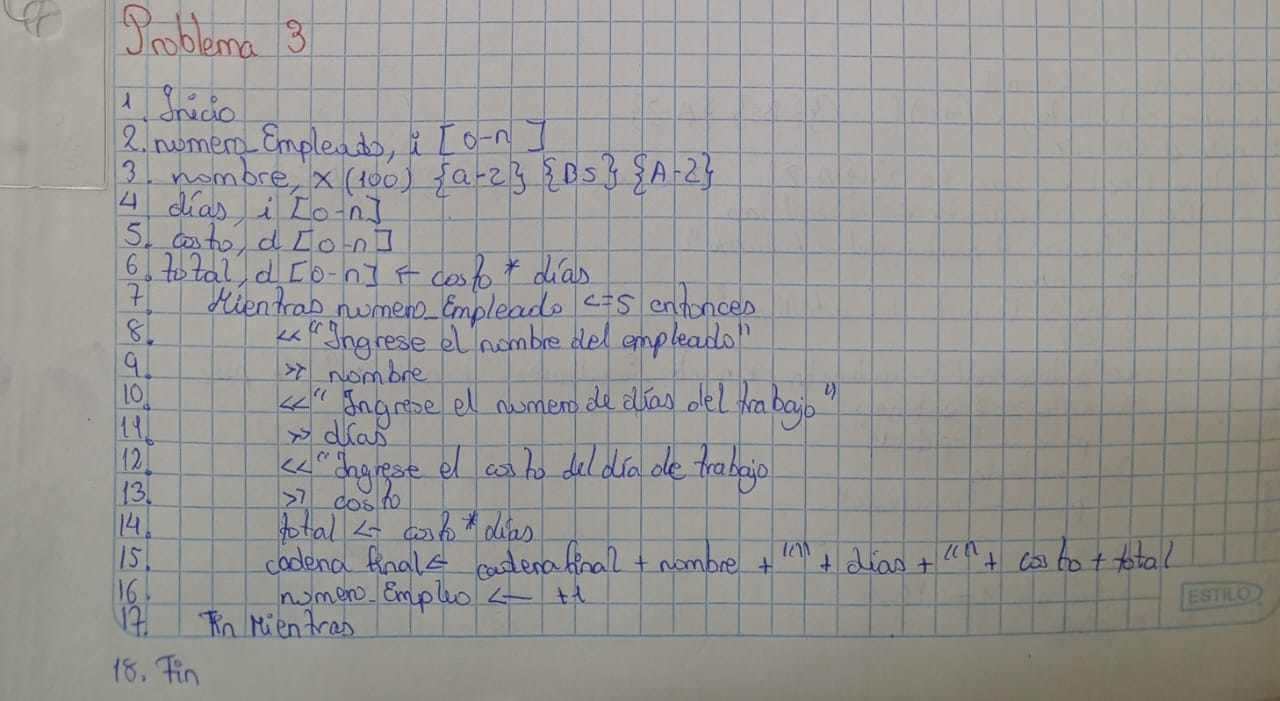 Problema 3
1. Inicio
2. numero_Empleado, i [0-n]
3. nombre, x (100) {a-z} {BS} {A-Z}
4 días, i [0-n]
5. costo, d [0-n]
6. total, d [0-n] ← costo * días
7. Mientras numero_Empleado <=5 entonces
8. << "Ingrese el nombre del empleado"
9. >> nombre
10. << "Ingrese el numero de días del trabajo"
11. >> días
12. << "Ingrese el costo del día de trabajo
13. >> costo
14. total ← costo * días
15. cadena final ← cadena final + nombre + "" + días + "" + costo + total
16. numero_Empleo ← +1
17. Fin Mientras
ESTILO
18. Fin